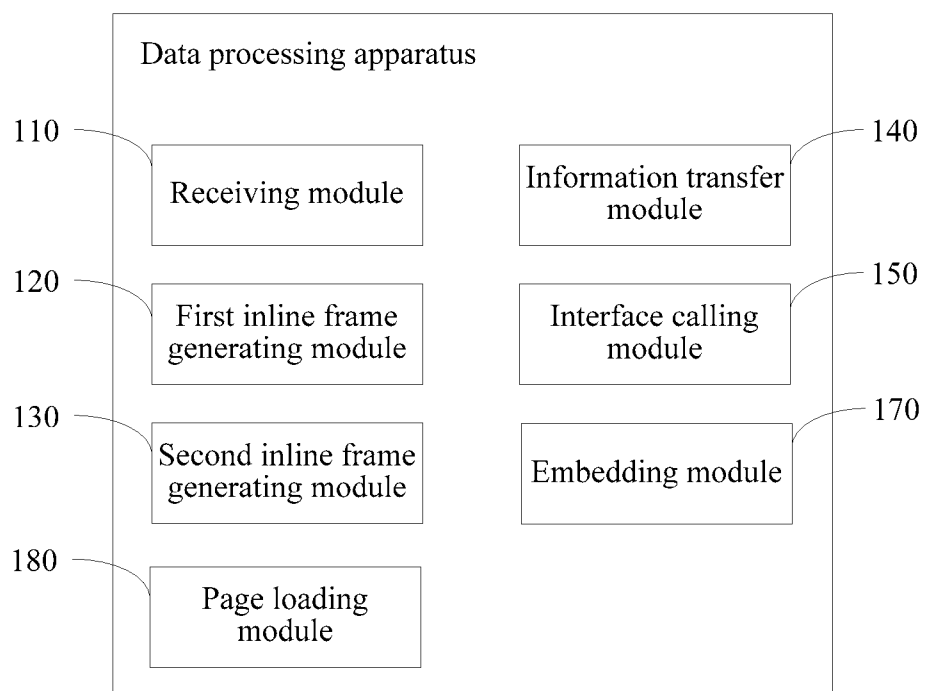 Data processing apparatus
110
Receiving module
140
Information transfer
module
120
First inline frame
generating module
150
Interface calling
module
130
Second inline frame
generating module
170
Embedding module
180
Page loading
module